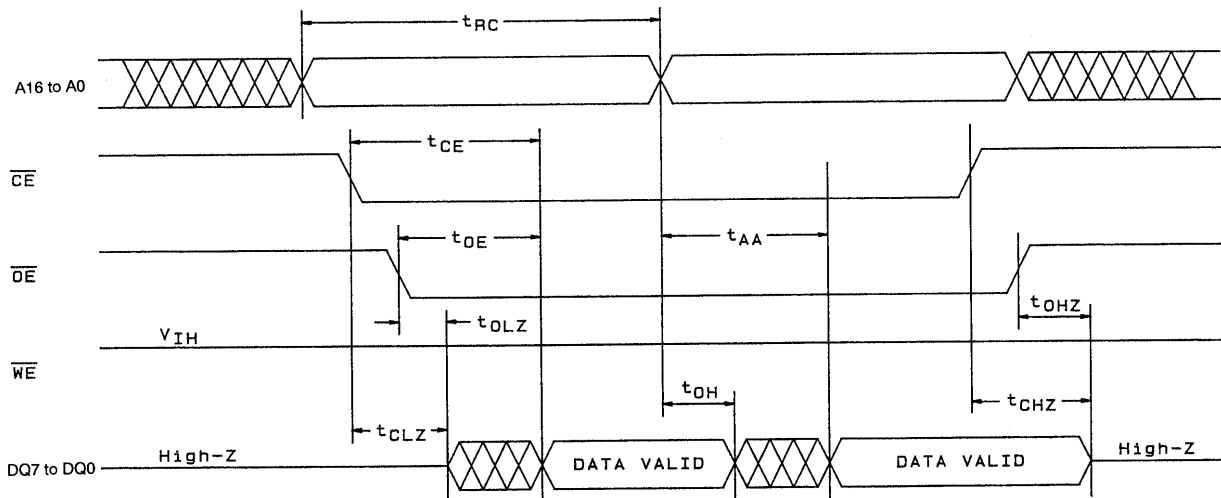 tRC
A16 to A0
tCE
CE
tOE
tAA
OE
tOLZ
tOHZ
VIH
WE
tOH
tCLZ
tCHZ
DQ7 to DQ0 High-Z DATA VALID DATA VALID High-Z